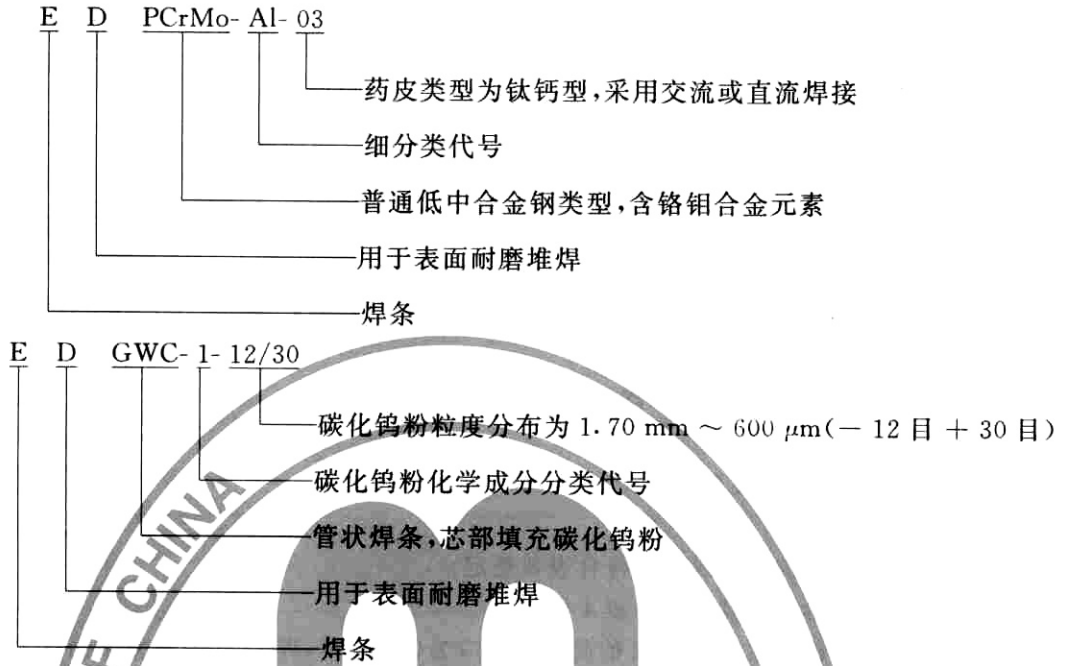 E D PCrMo- Al- 03
药皮类型为钛钙型,采用交流或直流焊接
细分类代号
普通低中合金钢类型,含铬钼合金元素
用于表面耐磨堆焊
焊条
E D GWC- 1- 12/30
碳化钨粉粒度分布为 1.70 mm ~ 600 μm(— 12 目 + 30 目)
碳化钨粉化学成分分类代号
管状焊条,芯部填充碳化钨粉
用于表面耐磨堆焊
焊条
CHINA